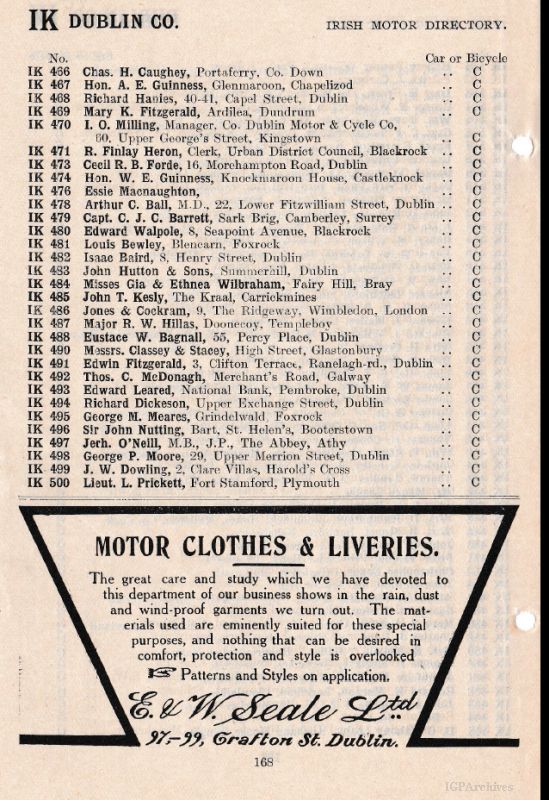 IK DUBLIN CO. IRISH MOTOR DIRECTORY.
No. Car or Bicycle
IK 466 Chas. H. Caughey, Portaferry, Co. Down .. C
IK 467 Hon. A. E. Guinness, Glenmaroon, Chapelizod .. C
IK 468 Richard Hanies, 40-41, Capel Street, Dublin .. C
IK 469 Mary K. Fitzgerald, Ardilea, Dundrum .. C
IK 470 I. O. Milling, Manager, Co. Dublin Motor & Cycle Co,
60, Upper George's Street, Kingstown C
IK 471 R. Finlay Heron, Clerk, Urban District Council, Blackrock .. C
IK 473 Cecil R. B. Forde, 16, Morehampton Road, Dublin .. C
IK 474 Hon. W. E. Guinness, Knockmaroon House, Castleknock .. C
IK 476 Essie Macnaughton, .. C
IK 478 Arthur C. Ball, M.D., 22, Lower Fitzwilliam Street, Dublin .. C
IK 479 Capt. C. J. C. Barrett, Sark Brig, Camberley, Surrey .. C
IK 480 Edward Walpole, 8, Seapoint Avenue, Blackrock .. C
IK 481 Louis Bewley, Blencarn, Foxrock .. C
IK 482 Isaac Baird, 8, Henry Street, Dublin .. C
IK 483 John Hutton & Sons, Summerhill, Dublin .. C
IK 484 Misses Gia & Ethnea Wilbraham, Fairy Hill, Bray .. C
IK 485 John T. Kesly, The Kraal, Carrickmines .. C
IK 486 Jones & Cockram, 9, The Ridgeway, Wimbledon, London .. C
IK 487 Major R. W. Hillas, Doonecoy, Templeboy .. C
IK 488 Eustace W. Bagnall, 55, Percy Place, Dublin .. C
IK 490 Messrs. Classey & Stacey, High Street, Glastonbury .. C
IK 491 Edwin Fitzgerald, 3, Clifton Terrace, Ranelagh-rd., Dublin .. C
IK 492 Thos. C. McDonagh, Merchant's Road, Galway .. C
IK 493 Edward Leared, National Bank, Pembroke, Dublin .. C
IK 494 Richard Dickeson, Upper Exchange Street, Dublin .. C
IK 495 George M. Meares, Grindelwald, Foxrock .. C
IK 496 Sir John Nutting, Bart, St. Helen's, Booterstown .. C
IK 497 Jerh. O'Neill, M.B., J.P., The Abbey, Athy .. C
IK 498 George P. Moore, 29, Upper Merrion Street, Dublin .. C
IK 499 J. W. Dowling, 2, Clare Villas, Harold's Cross .. C
IK 500 Lieut. L. Prickett, Fort Stamford, Plymouth .. C
MOTOR CLOTHES & LIVERIES.
The great care and study which we have devoted to
this department of our business shows in the rain, dust
and wind-proof garments we turn out. The mat-
erials used are eminently suited for these special
purposes, and nothing that can be desired in
comfort, protection and style is overlooked
☞ Patterns and Styles on application.
E. & W. Seale Ltd
97-99, Grafton St. Dublin.
168
IGPArchives